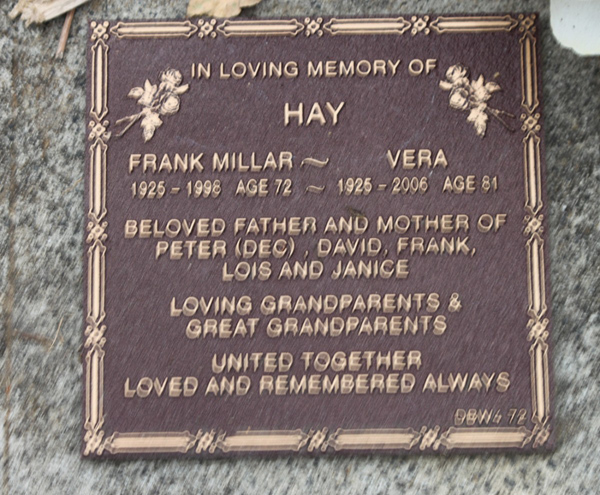 IN LOVING MEMORY OF
HAY
FRANK MILLAR ~ VERA
1925 - 1998 AGE 72 ~ 1925 - 2006 AGE 81
BELOVED FATHER AND MOTHER OF
PETER (DEC) , DAVID, FRANK,
LOIS AND JANICE
LOVING GRANDPARENTS &
GREAT GRANDPARENTS
UNITED TOGETHER
LOVED AND REMEMBERED ALWAYS
72